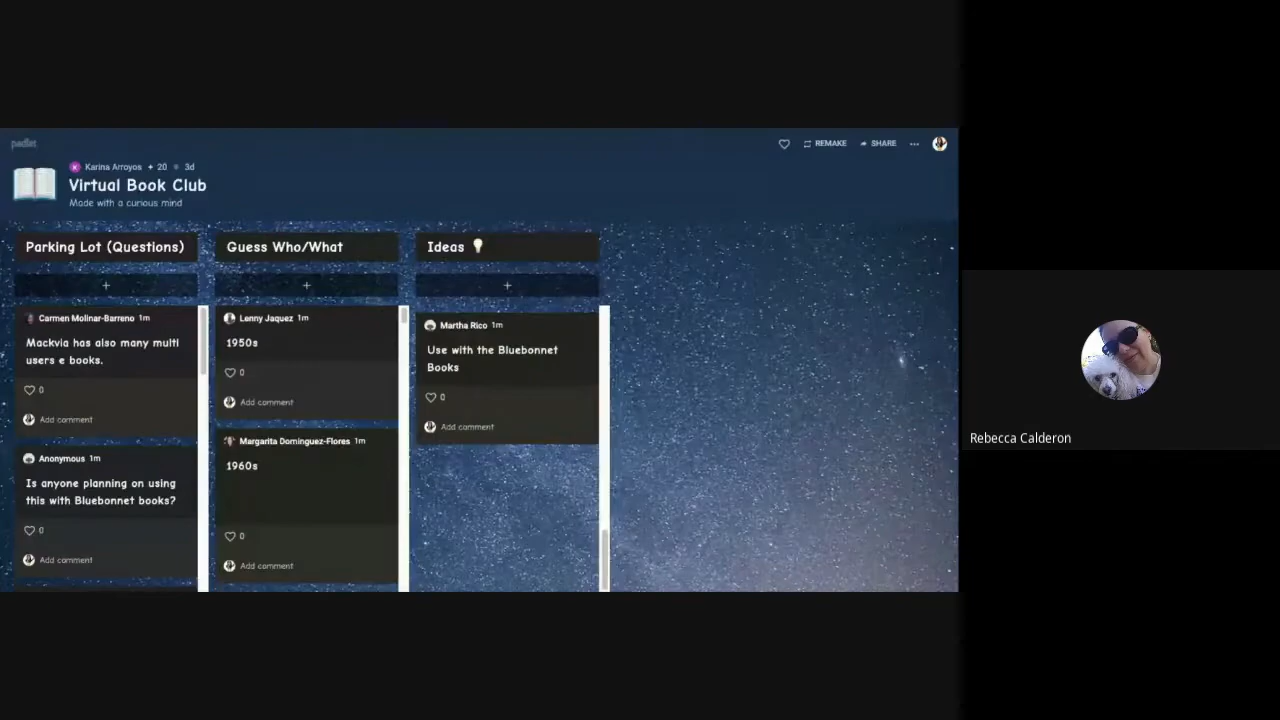 padlet
REMAKE
SHARE
Karina Arroyos + 20 3d
Virtual Book Club
Made with a curious mind
Parking Lot (Questions)
+
Carmen Molinar-Barreno 1m
Mackvia has also many multi
users e books.
0
Add comment
Anonymous 1m
Is anyone planning on using
this with Bluebonnet books?
0
Add comment
Guess Who/What
+
Lenny Jaquez 1m
1950s
0
Add comment
Margarita Dominguez-Flores 1m
1960s
0
Add comment
Ideas
+
Martha Rico 1m
Use with the Bluebonnet
Books
0
Add comment
Rebecca Calderon